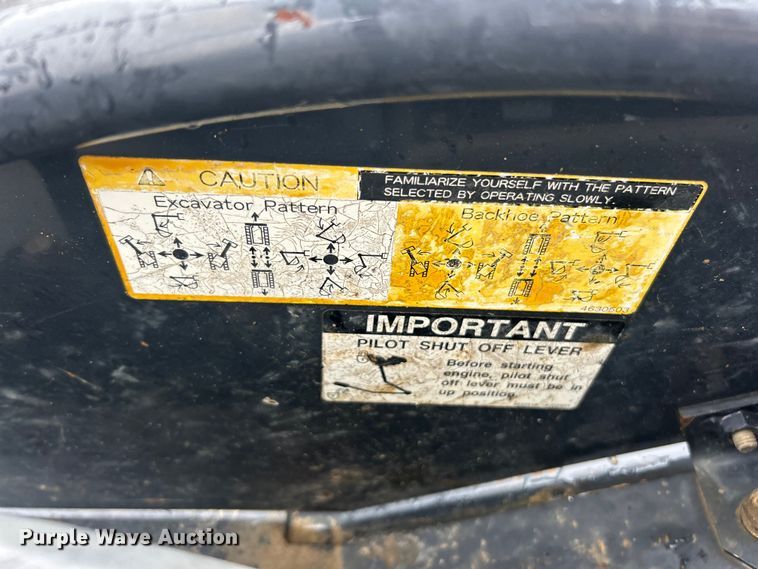 CAUTION
FAMILIARIZE YOURSELF WITH THE PATTERN
SELECTED BY OPERATING SLOWLY.
Excavator Pattern
Backhoe Pattern
4630503
IMPORTANT
PILOT SHUT OFF LEVER
Before starting
engine, pilot shut
off lever must be in
up position.
Purple Wave Auction